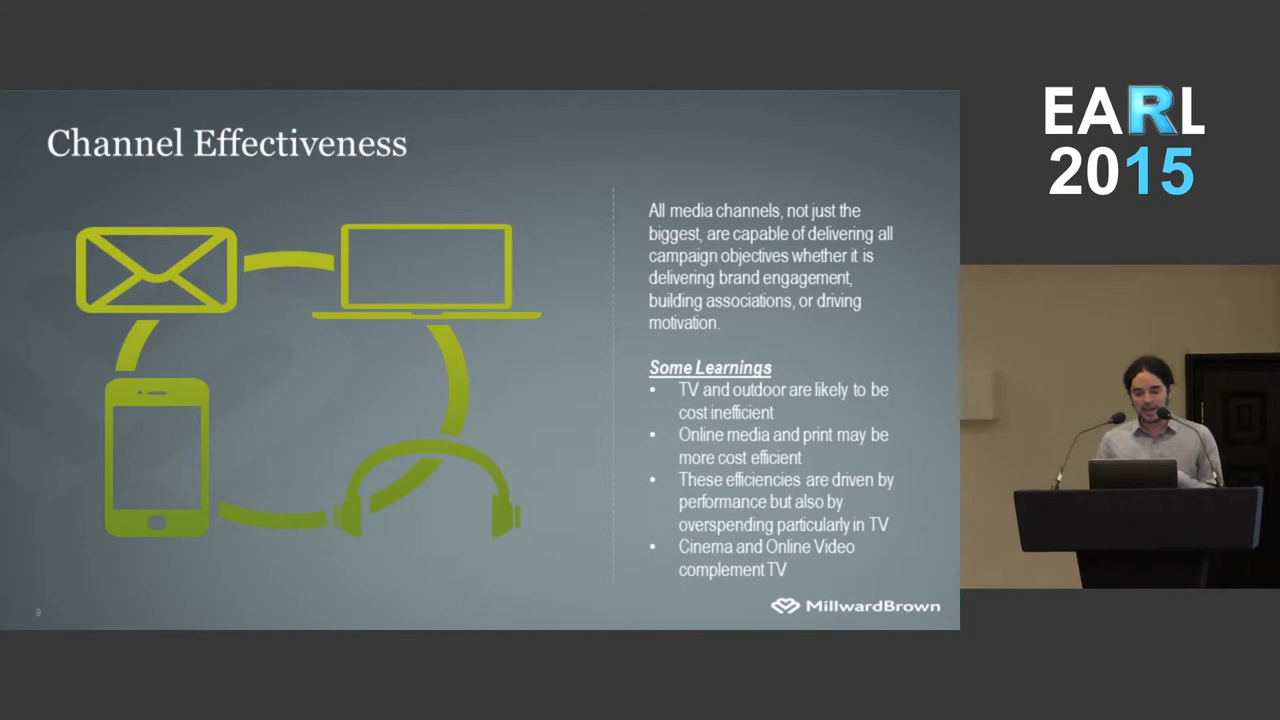 Channel Effectiveness
All media channels, not just the
biggest, are capable of delivering all
campaign objectives whether it is
delivering brand engagement,
building associations, or driving
motivation.
Some Learnings
• TV and outdoor are likely to be
cost inefficient
• Online media and print may be
more cost efficient
• These efficiencies are driven by
performance but also by
overspending particularly in TV
• Cinema and Online Video
complement TV
9
MillwardBrown
EARL
2015